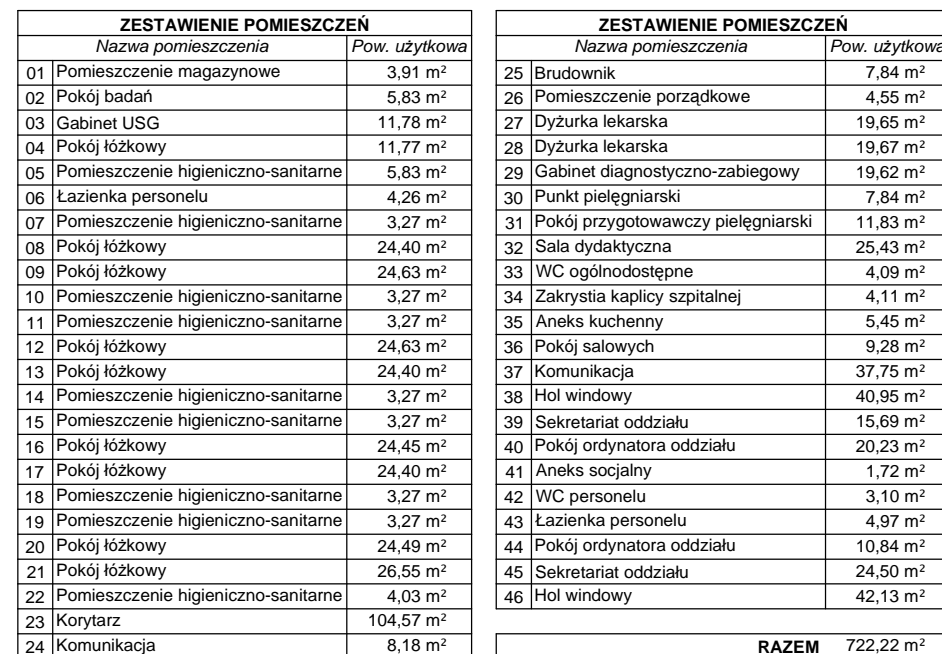 ZESTAWIENIE POMIESZCZEŃ
Nazwa pomieszczenia Pow. użytkowa
01 Pomieszczenie magazynowe 3,91 m²
02 Pokój badań 5,83 m²
03 Gabinet USG 11,78 m²
04 Pokój łóżkowy 11,77 m²
05 Pomieszczenie higieniczno-sanitarne 5,83 m²
06 Łazienka personelu 4,26 m²
07 Pomieszczenie higieniczno-sanitarne 3,27 m²
08 Pokój łóżkowy 24,40 m²
09 Pokój łóżkowy 24,63 m²
10 Pomieszczenie higieniczno-sanitarne 3,27 m²
11 Pomieszczenie higieniczno-sanitarne 3,27 m²
12 Pokój łóżkowy 24,63 m²
13 Pokój łóżkowy 24,40 m²
14 Pomieszczenie higieniczno-sanitarne 3,27 m²
15 Pomieszczenie higieniczno-sanitarne 3,27 m²
16 Pokój łóżkowy 24,45 m²
17 Pokój łóżkowy 24,40 m²
18 Pomieszczenie higieniczno-sanitarne 3,27 m²
19 Pomieszczenie higieniczno-sanitarne 3,27 m²
20 Pokój łóżkowy 24,49 m²
21 Pokój łóżkowy 26,55 m²
22 Pomieszczenie higieniczno-sanitarne 4,03 m²
23 Korytarz 104,57 m²
24 Komunikacja 8,18 m²
ZESTAWIENIE POMIESZCZEŃ
Nazwa pomieszczenia Pow. użytkowa
25 Brudownik 7,84 m²
26 Pomieszczenie porządkowe 4,55 m²
27 Dyżurka lekarska 19,65 m²
28 Dyżurka lekarska 19,67 m²
29 Gabinet diagnostyczno-zabiegowy 19,62 m²
30 Punkt pielęgniarski 7,84 m²
31 Pokój przygotowawczy pielęgniarski 11,83 m²
32 Sala dydaktyczna 25,43 m²
33 WC ogólnodostępne 4,09 m²
34 Zakrystia kaplicy szpitalnej 4,11 m²
35 Aneks kuchenny 5,45 m²
36 Pokój salowych 9,28 m²
37 Komunikacja 37,75 m²
38 Hol windowy 40,95 m²
39 Sekretariat oddziału 15,69 m²
40 Pokój ordynatora oddziału 20,23 m²
41 Aneks socjalny 1,72 m²
42 WC personelu 3,10 m²
43 Łazienka personelu 4,97 m²
44 Pokój ordynatora oddziału 10,84 m²
45 Sekretariat oddziału 24,50 m²
46 Hol windowy 42,13 m²
RAZEM 722,22 m²